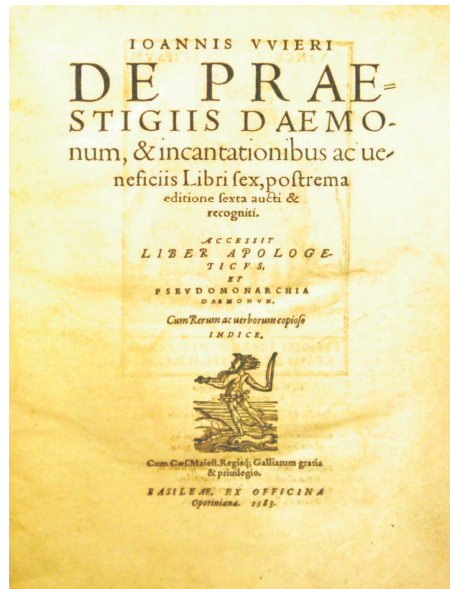 IOANNIS VVIERI
DE PRAE=
STIGIIS DAEMO-
num, & incantationibus ac ue-
neficiis Libri ſex, poſtrema
editione ſexta aucti &
recogniti.
ACCESSIT
LIBER APOLOGE-
TICVS,
ET
PSEVDOMONARCHIA
DAEMONVM.
Cum Rerum ac verborum copioſo
INDICE.
Cum Cæſ. Maieſt. Regisq; Galliarum gratia
& priuilegio.
BASILEAE, EX OFFICINA
Oporiniana. 1583.